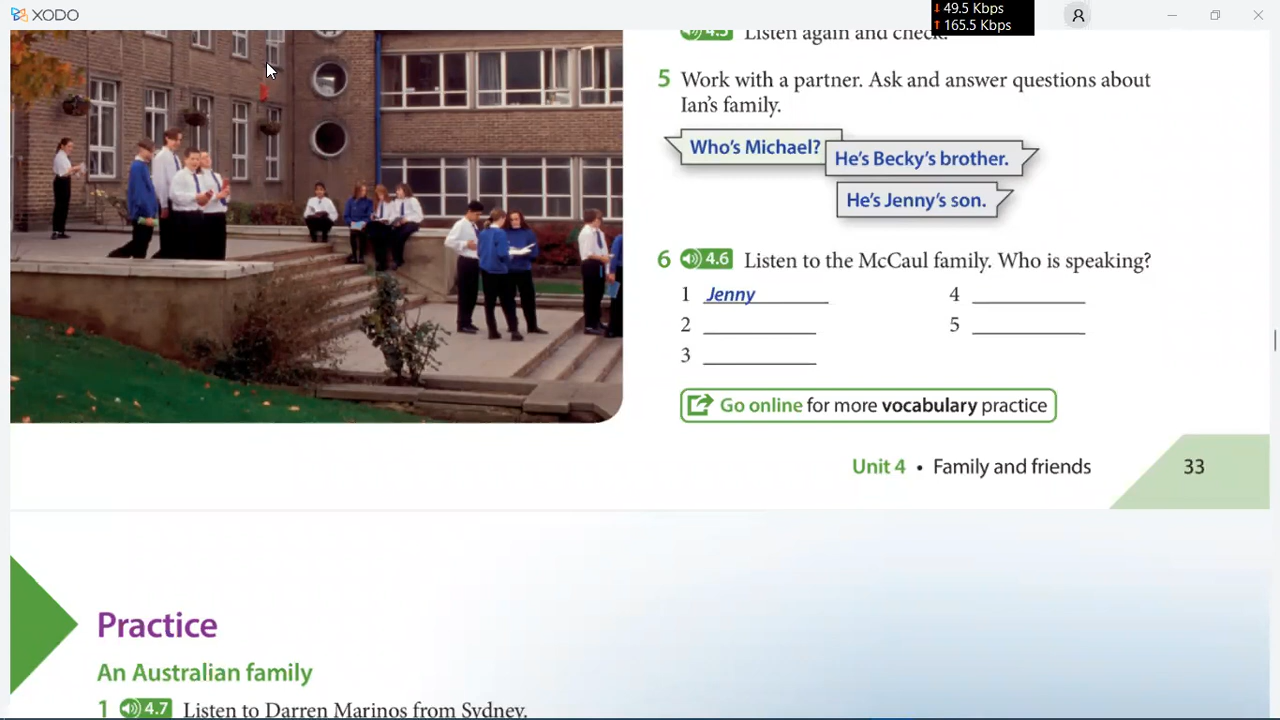 XODO
↓ 49.5 Kbps
↑ 165.5 Kbps
4.5 Listen again and check.
5 Work with a partner. Ask and answer questions about
Ian's family.
Who's Michael?
He's Becky's brother.
He's Jenny's son.
6 4.6 Listen to the McCaul family. Who is speaking?
1 Jenny
2
3
4
5
Go online for more vocabulary practice
Unit 4 • Family and friends 33
Practice
An Australian family
1 4.7 Listen to Darren Marinos from Sydney.